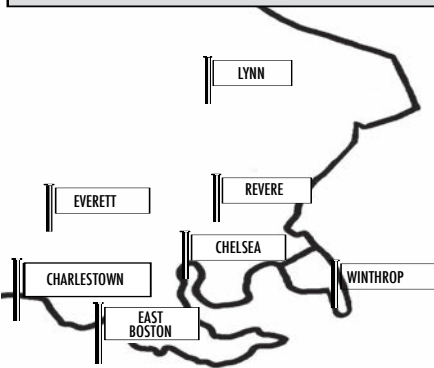 LYNN
REVERE
EVERETT
CHELSEA
CHARLESTOWN
WINTHROP
EAST
BOSTON